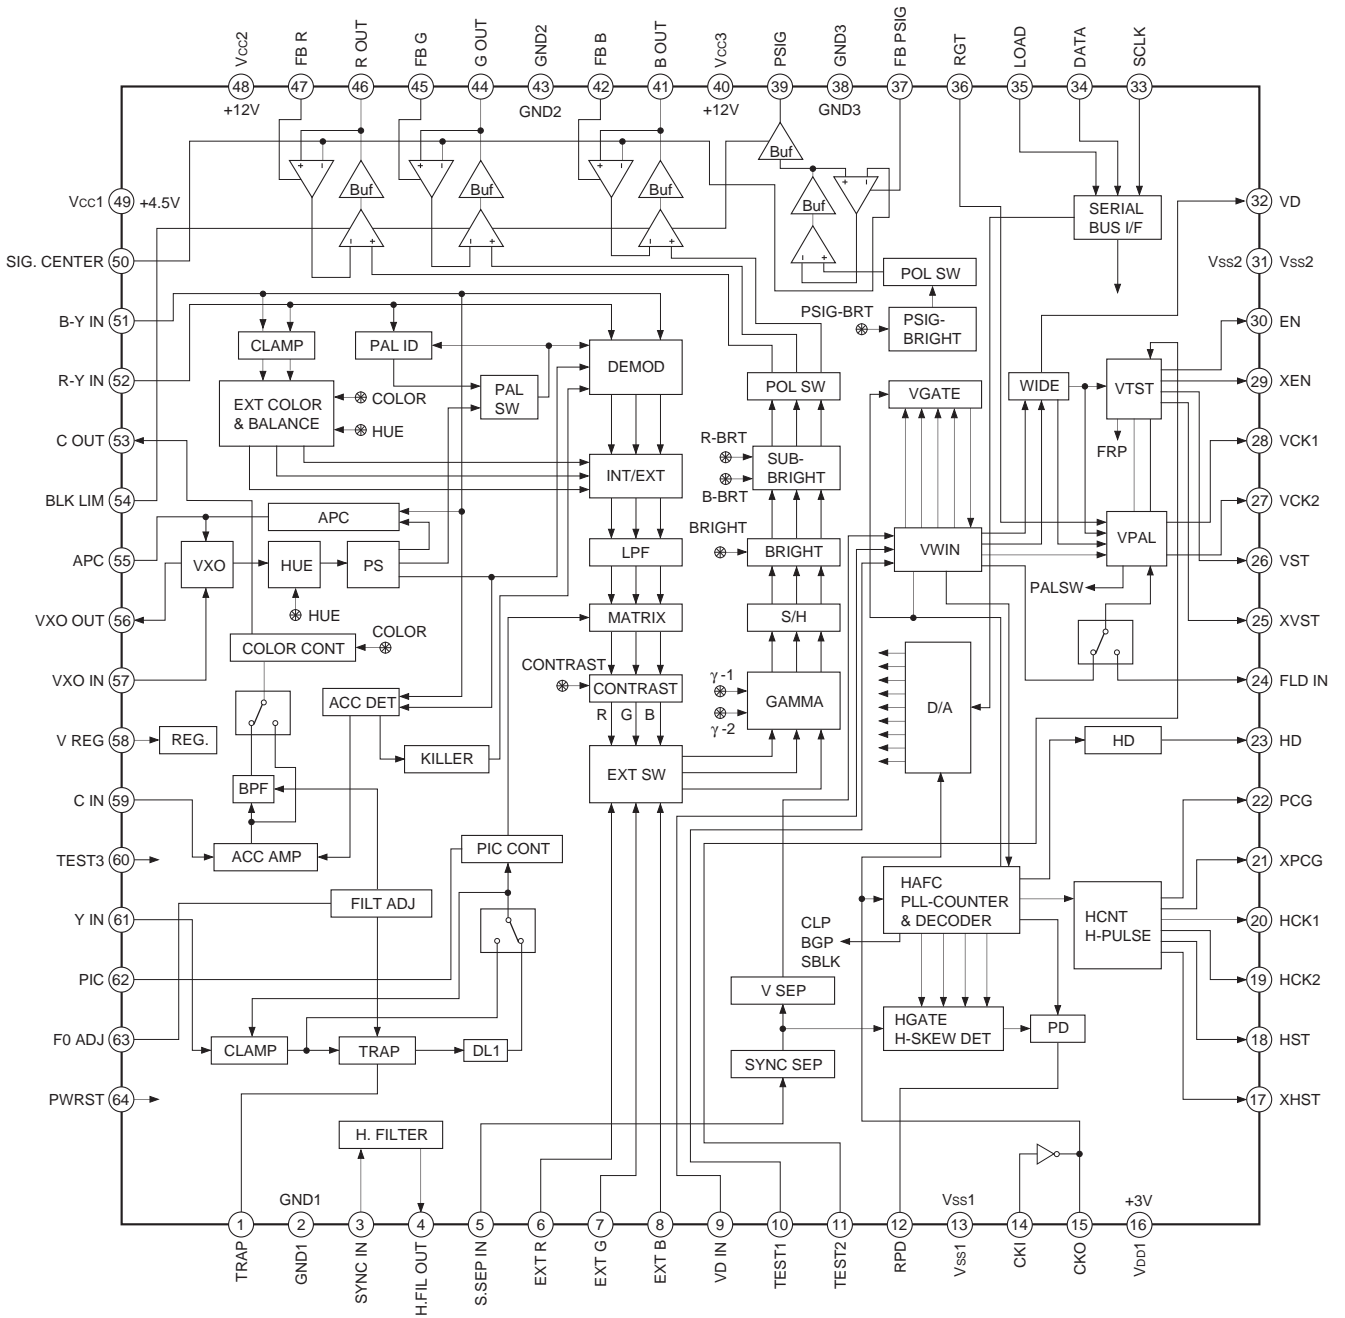 VCC2
FB R
R OUT
FB G
G OUT
GND2
FB B
B OUT
VCC3
PSIG
GND3
FB PSIG
RGT
LOAD
DATA
SCLK
48
47
46
45
44
43
42
41
40
39
38
37
36
35
34
33
+12V
GND2
+12V
GND3
Buf
Buf
Buf
Buf
Buf
+ −
+ −
+ −
+ −
− +
− +
− +
− +
VCC1
49
+4.5V
SIG. CENTER
50
B-Y IN
51
R-Y IN
52
C OUT
53
BLK LIM
54
APC
55
VXO OUT
56
VXO IN
57
V REG
58
C IN
59
TEST3
60
Y IN
61
PIC
62
F0 ADJ
63
PWRST
64
32
VD
VSS2
31
VSS2
30
EN
29
XEN
28
VCK1
27
VCK2
26
VST
25
XVST
24
FLD IN
23
HD
22
PCG
21
XPCG
20
HCK1
19
HCK2
18
HST
17
XHST
SERIAL
BUS I/F
POL SW
PSIG-BRT
PSIG-
BRIGHT
CLAMP
PAL ID
DEMOD
EXT COLOR
& BALANCE
COLOR
HUE
PAL
SW
POL SW
VGATE
WIDE
VTST
FRP
R-BRT
SUB-
BRIGHT
B-BRT
INT/EXT
APC
VXO
HUE
PS
HUE
LPF
BRIGHT
BRIGHT
VWIN
VPAL
PALSW
MATRIX
S/H
COLOR CONT
COLOR
CONTRAST
CONTRAST
R
G
B
γ-1
γ-2
GAMMA
D/A
ACC DET
REG.
KILLER
EXT SW
HD
BPF
ACC AMP
PIC CONT
FILT ADJ
HAFC
PLL-COUNTER
& DECODER
HCNT
H-PULSE
CLP
BGP
SBLK
V SEP
HGATE
H-SKEW DET
PD
CLAMP
TRAP
DL1
SYNC SEP
H. FILTER
GND1
VSS1
+3V
1
2
3
4
5
6
7
8
9
10
11
12
13
14
15
16
TRAP
GND1
SYNC IN
H.FIL OUT
S.SEP IN
EXT R
EXT G
EXT B
VD IN
TEST1
TEST2
RPD
VSS1
CKI
CKO
VDD1